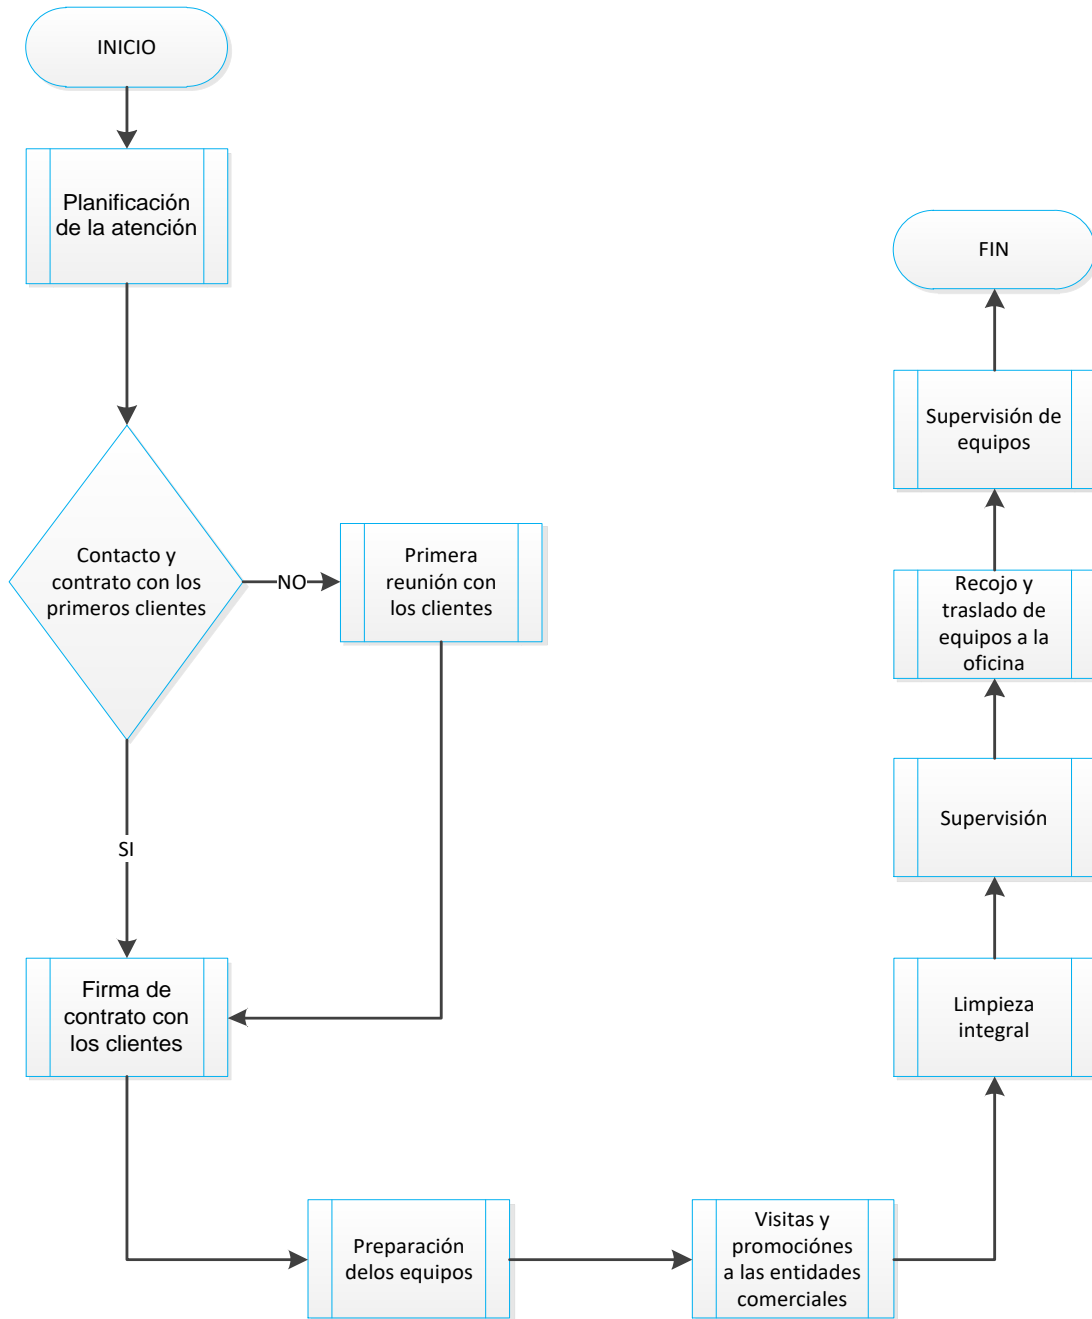 INICIO
Planificación
de la atención
Contacto y
contrato con los
primeros clientes
NO
Primera
reunión con
los clientes
SI
Firma de
contrato con
los clientes
Preparación
delos equipos
Visitas y
promociónes
a las entidades
comerciales
Limpieza
integral
Supervisión
Recojo y
traslado de
equipos a la
oficina
Supervisión de
equipos
FIN